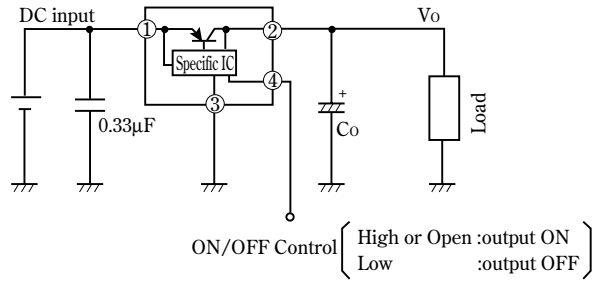 DC input
Vo
①
②
Specific IC
④
③
+
0.33μF
Co
Load
ON/OFF Control
High or Open :output ON
Low :output OFF